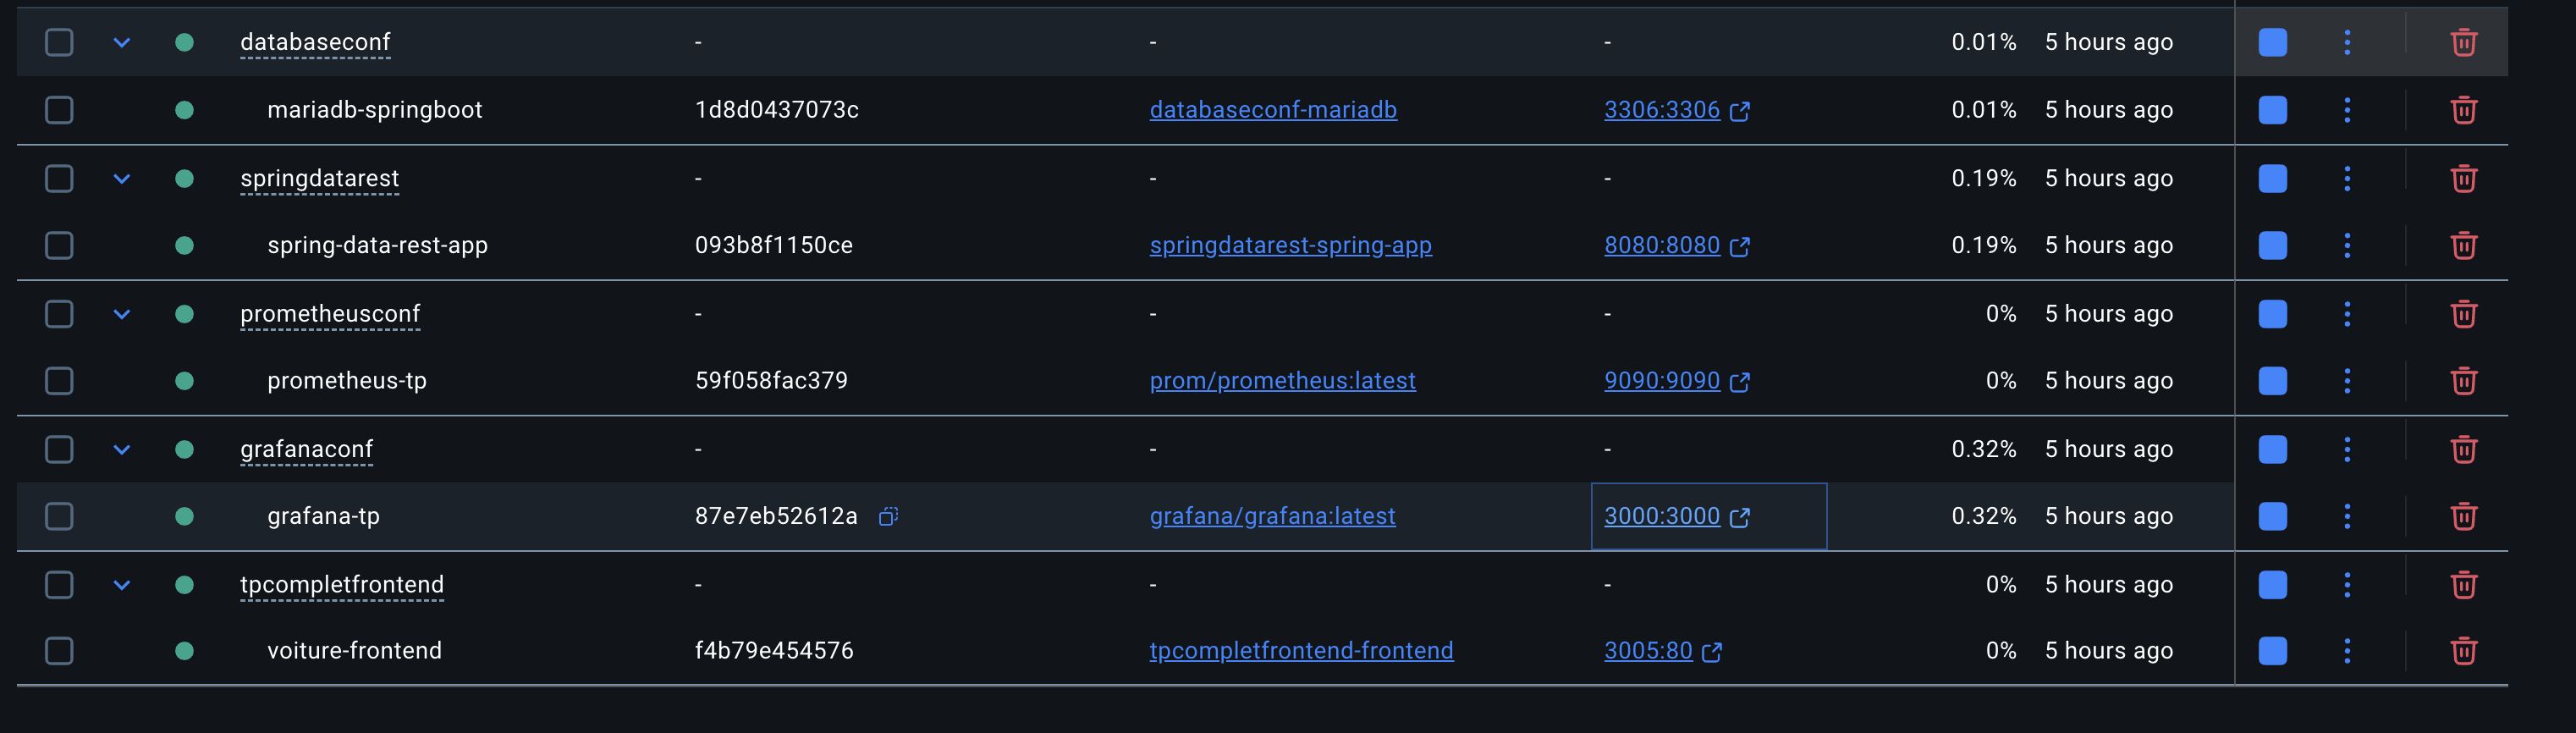 databaseconf - - - 0.01% 5 hours ago
mariadb-springboot 1d8d0437073c databaseconf-mariadb 3306:3306 0.01% 5 hours ago
springdatarest - - - 0.19% 5 hours ago
spring-data-rest-app 093b8f1150ce springdatarest-spring-app 8080:8080 0.19% 5 hours ago
prometheusconf - - - 0% 5 hours ago
prometheus-tp 59f058fac379 prom/prometheus:latest 9090:9090 0% 5 hours ago
grafanaconf - - - 0.32% 5 hours ago
grafana-tp 87e7eb52612a grafana/grafana:latest 3000:3000 0.32% 5 hours ago
tpcompletfrontend - - - 0% 5 hours ago
voiture-frontend f4b79e454576 tpcompletfrontend-frontend 3005:80 0% 5 hours ago